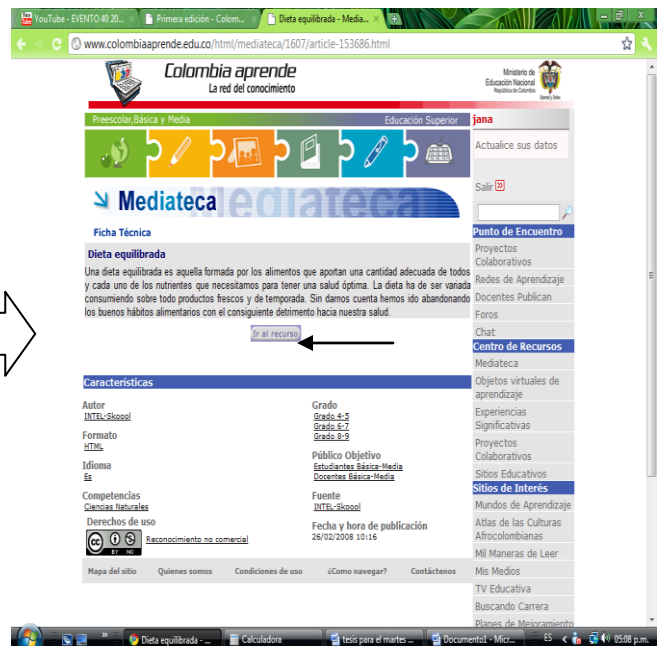 YouTube - EVENTO 40 20...
Primera edición - Colom...
Dieta equilibrada - Media...
www.colombiaaprende.edu.co/html/mediateca/1607/article-153686.html
Colombia aprende
La red del conocimiento
Ministerio de
Educación Nacional
República de Colombia
Libertad y Orden
Preescolar, Básica y Media
Educación Superior
Mediateca
Mediateca
Ficha Técnica
Dieta equilibrada
Una dieta equilibrada es aquella formada por los alimentos que aportan una cantidad adecuada de todos
y cada uno de los nutrientes que necesitamos para tener una salud óptima. La dieta ha de ser variada
consumiendo sobre todo productos frescos y de temporada. Sin darnos cuenta hemos ido abandonando
los buenos hábitos alimentarios con el consiguiente detrimento hacia nuestra salud.
Ir al recurso
Características
Autor
INTEL-Skoool
Formato
HTML
Idioma
Es
Competencias
Ciencias Naturales
Derechos de uso
BY NC
Reconocimiento no comercial
Grado
Grado 4-5
Grado 6-7
Grado 8-9
Público Objetivo
Estudiantes Básica-Media
Docentes Básica-Media
Fuente
INTEL-Skoool
Fecha y hora de publicación
26/02/2008 10:16
Mapa del sitio
Quienes somos
Condiciones de uso
¿Como navegar?
Contáctenos
jana
Actualice sus datos
Salir
Punto de Encuentro
Proyectos
Colaborativos
Redes de Aprendizaje
Docentes Publican
Foros
Chat
Centro de Recursos
Mediateca
Objetos virtuales de
aprendizaje
Experiencias
Significativas
Proyectos
Colaborativos
Sitios Educativos
Sitios de Interés
Mundos de Aprendizaje
Atlas de las Culturas
Afrocolombianas
Mil Maneras de Leer
Mis Medios
TV Educativa
Buscando Carrera
Planes de Mejoramiento
Dieta equilibrada - ...
Calculadora
tesis para el martes ...
Documento1 - Micr...
ES
05:08 p.m.